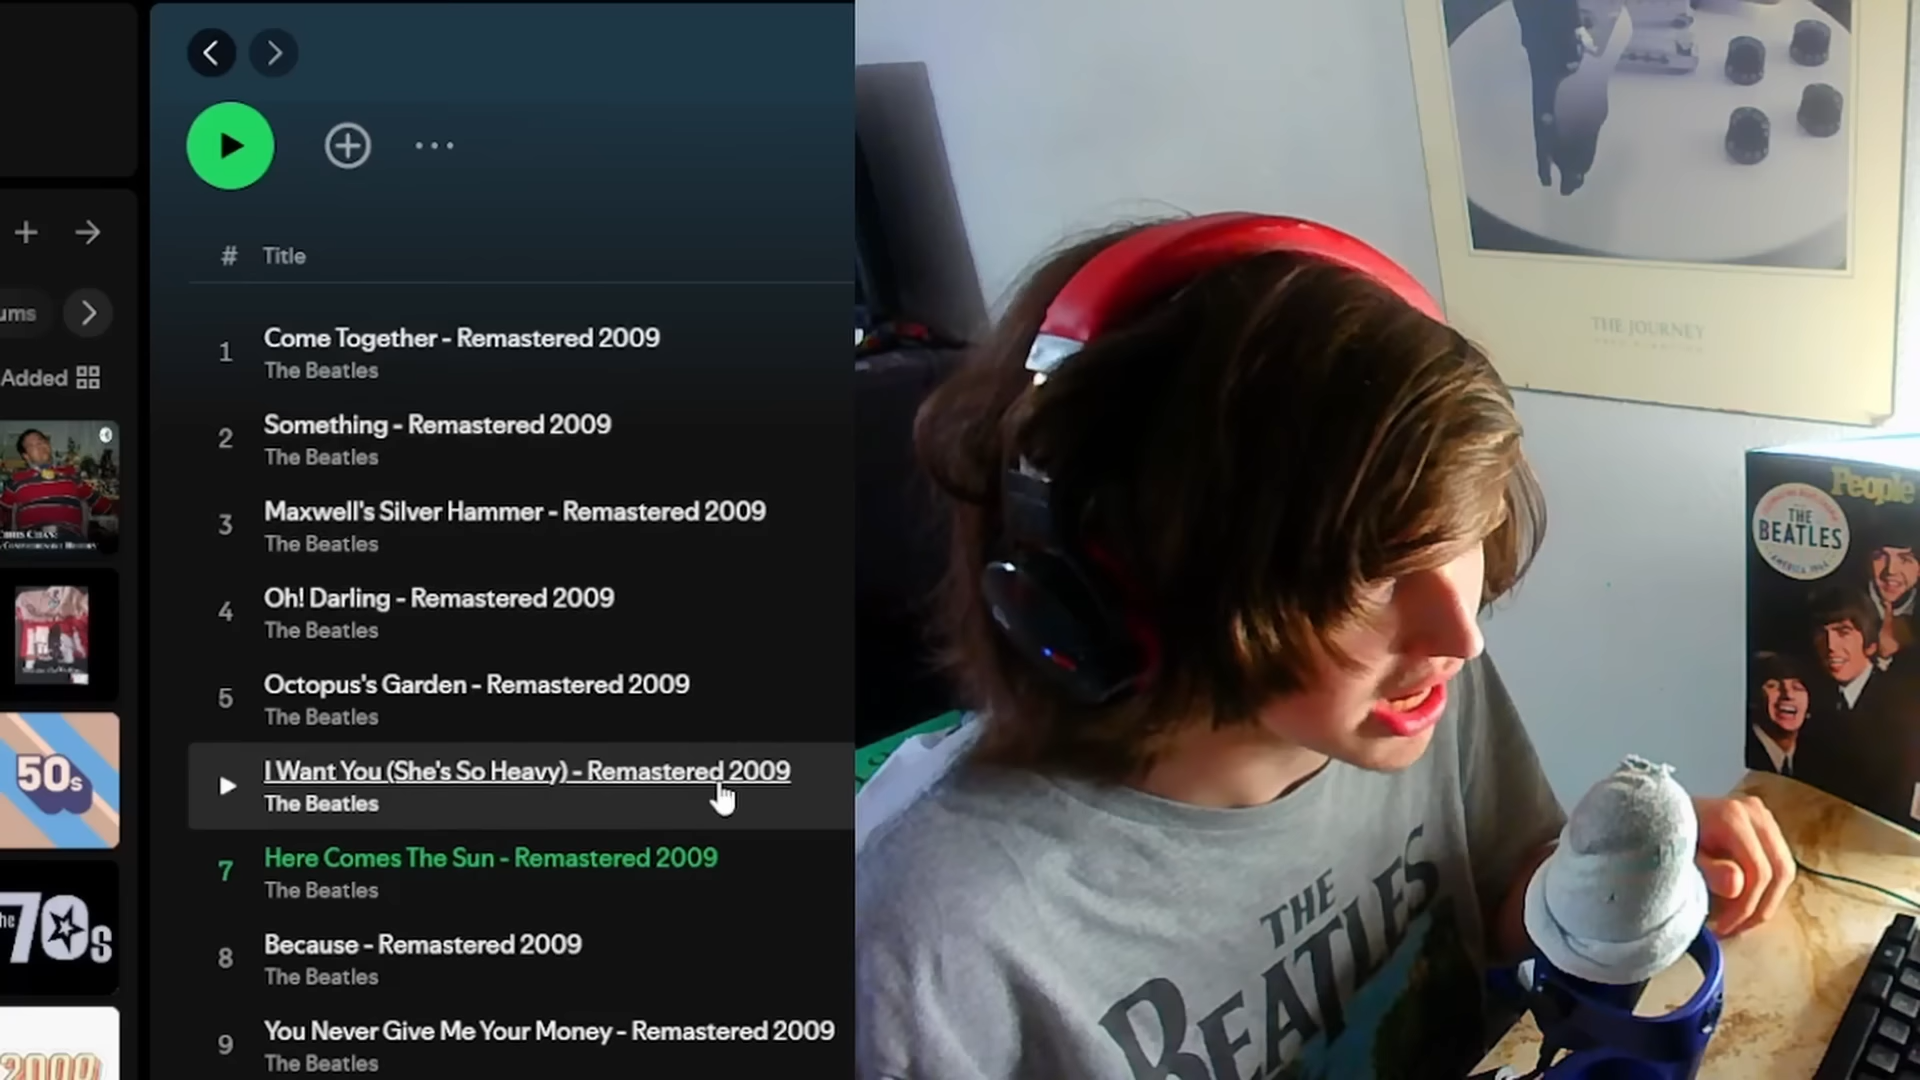 # Title
ums
Added
1
Come Together - Remastered 2009
The Beatles
2
Something - Remastered 2009
The Beatles
3
Maxwell's Silver Hammer - Remastered 2009
The Beatles
4
Oh! Darling - Remastered 2009
The Beatles
5
Octopus's Garden - Remastered 2009
The Beatles
I Want You (She's So Heavy) - Remastered 2009
The Beatles
7
Here Comes The Sun - Remastered 2009
The Beatles
8
Because - Remastered 2009
The Beatles
9
You Never Give Me Your Money - Remastered 2009
The Beatles
50s
the 70s
2000
THE JOURNEY
People
THE
BEATLES
AMERICA 1964
THE
BEATLES